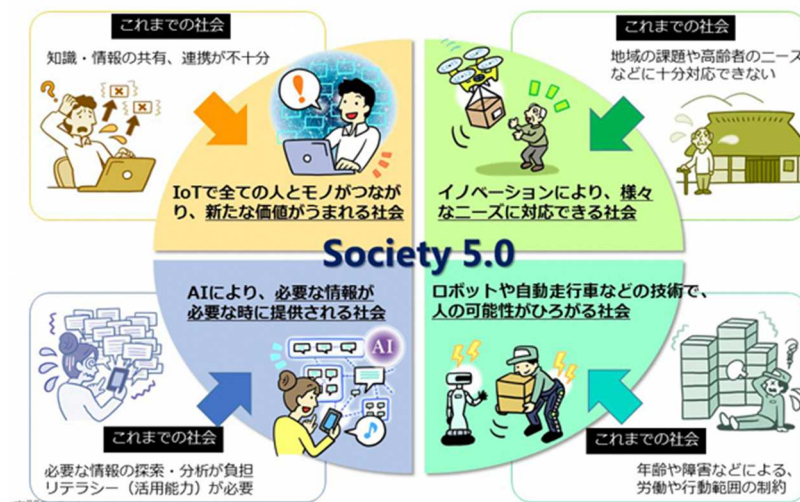 これまでの社会
知識・情報の共有、連携が不十分
IoTで全ての人とモノがつなが
り、新たな価値がうまれる社会
これまでの社会
地域の課題や高齢者のニーズ
などに十分対応できない
イノベーションにより、様々
なニーズに対応できる社会
Society 5.0
AIにより、必要な情報が
必要な時に提供される社会
AI
これまでの社会
必要な情報の探索・分析が負担
リテラシー（活用能力）が必要
ロボットや自動走行車などの技術で、
人の可能性がひろがる社会
これまでの社会
年齢や障害などによる、
労働や行動範囲の制約